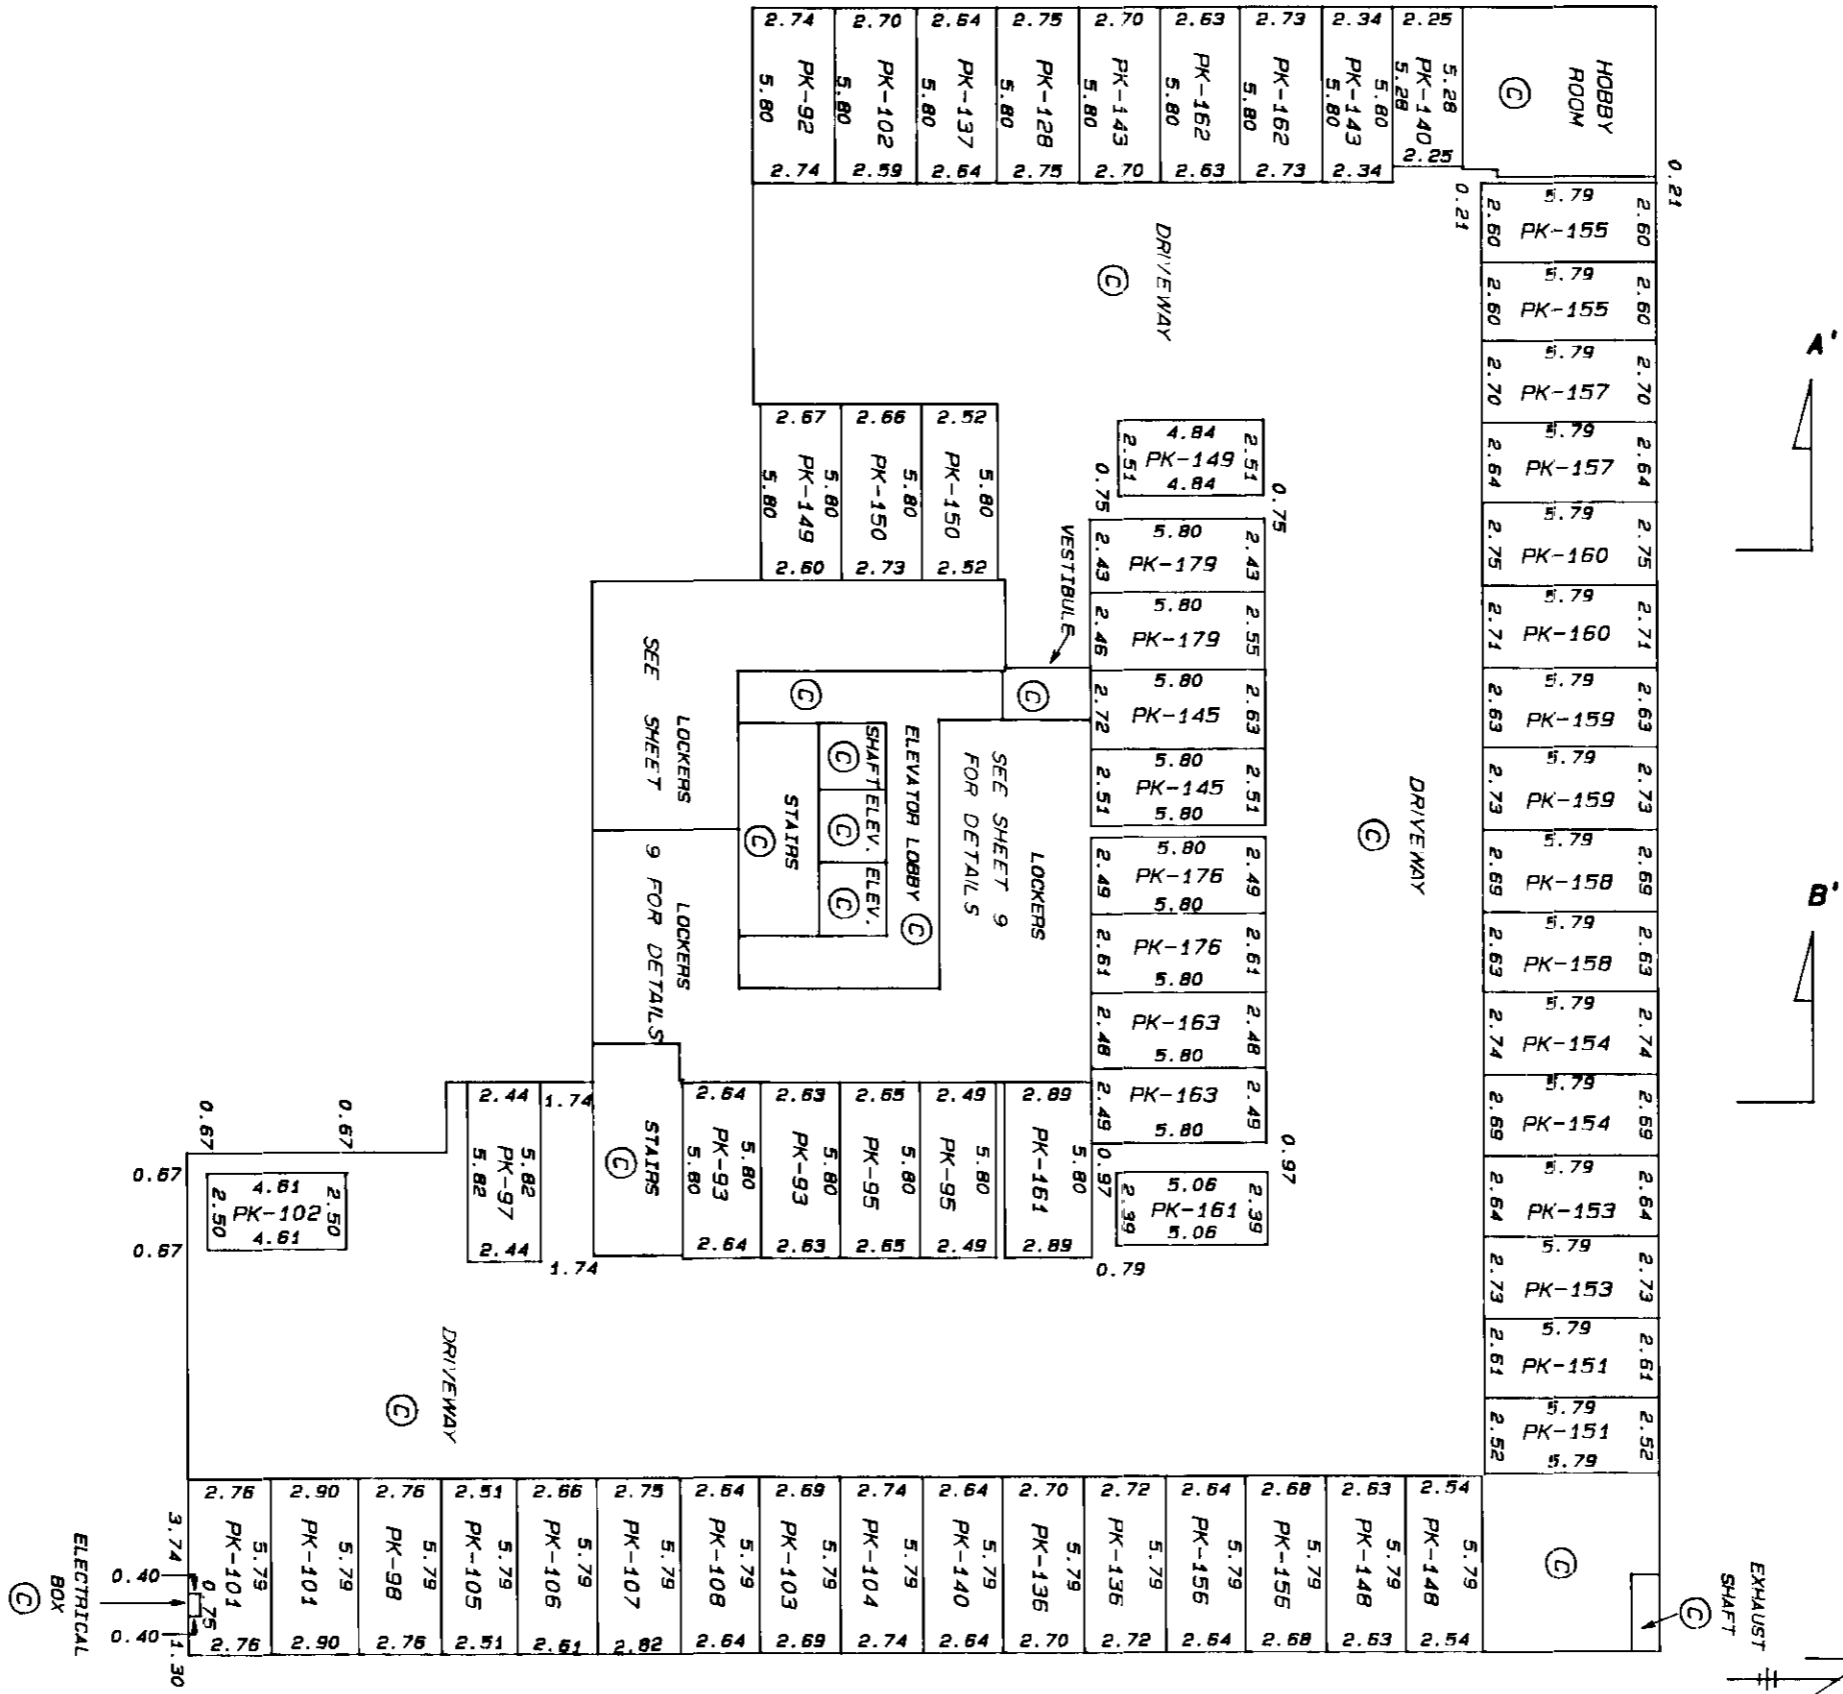 2.74 2.70 2.64 2.75 2.70 2.63 2.73 2.34 2.25
PK-92 5.80
PK-102 5.80
PK-137 5.80
PK-128 5.80
PK-143 5.80
PK-162 5.80
PK-162 5.80
PK-143 5.80 5.80
PK-140 5.28 5.28
2.74 2.59 2.64 2.75 2.70 2.63 2.73 2.34 2.25
HOBBY
ROOM
C
0.21
0.21
5.79
2.60 PK-155 2.60
5.79
2.60 PK-155 2.60
5.79
2.70 PK-157 2.70
5.79
2.64 PK-157 2.64
5.79
2.75 PK-160 2.75
5.79
2.71 PK-160 2.71
5.79
2.63 PK-159 2.63
5.79
2.73 PK-159 2.73
5.79
2.69 PK-158 2.69
5.79
2.63 PK-158 2.63
5.79
2.74 PK-154 2.74
5.79
2.69 PK-154 2.69
5.79
2.64 PK-153 2.64
5.79
2.73 PK-153 2.73
5.79
2.61 PK-151 2.61
5.79
2.52 PK-151 2.52
5.79
A'
B'
DRIVEWAY
C
2.67 2.66 2.52
PK-149 5.80 5.80
PK-150 5.80
PK-150 5.80
2.60 2.73 2.52
4.84
2.51 PK-149 2.51
4.84
0.75
0.75
VESTIBULE
C
5.80
2.43 PK-179 2.43
5.80
2.46 PK-179 2.55
5.80
2.72 PK-145 2.63
5.80
2.51 PK-145 2.51
5.80
5.80
2.49 PK-176 2.49
5.80
2.61 PK-176 2.61
5.80
2.48 PK-163 2.48
5.80
2.49 PK-163 2.49
5.80
0.97
0.97
5.06
2.39 PK-161 2.39
5.06
DRIVEWAY
C
LOCKERS LOCKERS
SEE SHEET 9 FOR DETAILS
C
SHAFT ELEV. ELEV.
C C C
STAIRS
C
ELEVATOR LOBBY C
LOCKERS
SEE SHEET 9
FOR DETAILS
2.44 1.74
PK-97 5.82 5.82
2.44
1.74
STAIRS
C
2.64 2.63 2.65 2.49 2.89
PK-93 5.80 5.80
PK-93 5.80
PK-95 5.80
PK-95 5.80
PK-161 5.80
2.64 2.63 2.65 2.49 2.89
0.79
0.67 0.67
0.67
0.67
4.61
2.50 PK-102 2.50
4.61
DRIVEWAY
C
2.76 2.90 2.76 2.51 2.66 2.75 2.64 2.69 2.74 2.64 2.70 2.72 2.64 2.68 2.63 2.54
PK-101 5.79
PK-101 5.79
PK-98 5.79
PK-105 5.79
PK-106 5.79
PK-107 5.79
PK-108 5.79
PK-103 5.79
PK-104 5.79
PK-140 5.79
PK-136 5.79
PK-136 5.79
PK-156 5.79
PK-156 5.79
PK-148 5.79
PK-148 5.79
2.76 2.90 2.76 2.51 2.61 2.82 2.64 2.69 2.74 2.64 2.70 2.72 2.64 2.68 2.63 2.54
3.74
0.40
0.75
0.40
1.30
ELECTRICAL
BOX
C
C
EXHAUST
SHAFT
C